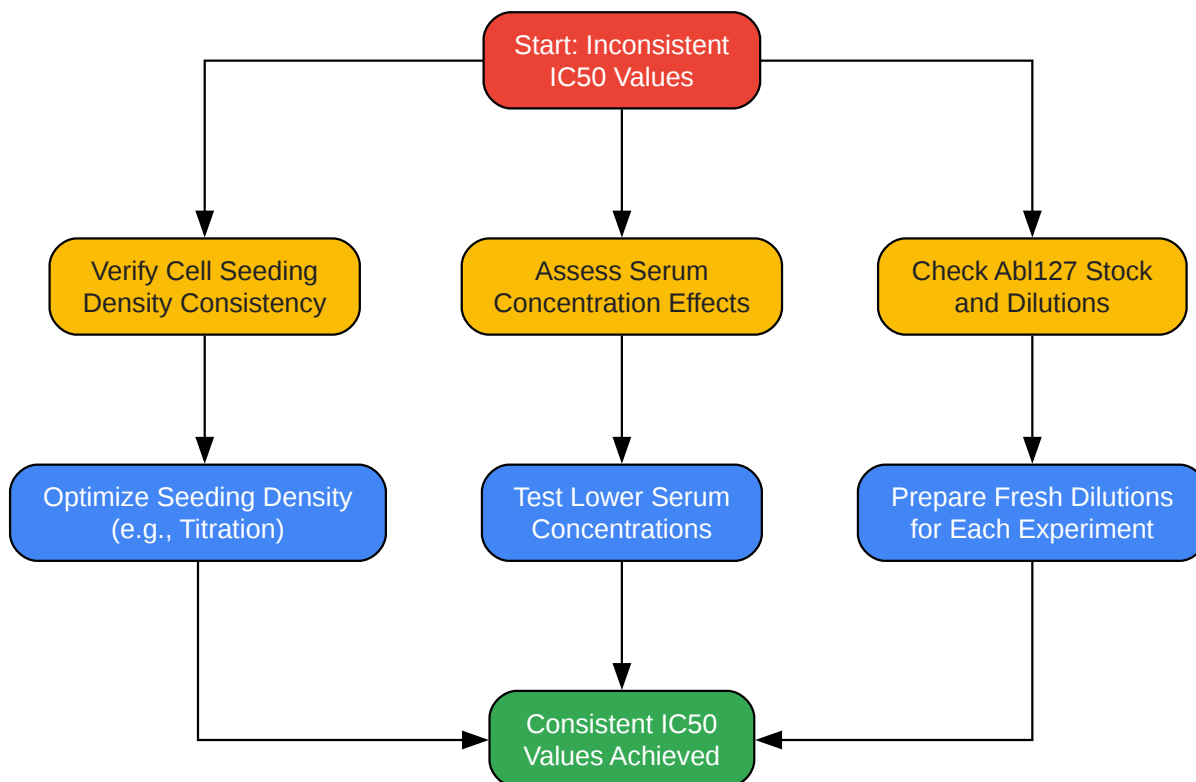 Start: Inconsistent
IC50 Values
Verify Cell Seeding
Density Consistency
Assess Serum
Concentration Effects
Check Abl127 Stock
and Dilutions
Optimize Seeding Density
(e.g., Titration)
Test Lower Serum
Concentrations
Prepare Fresh Dilutions
for Each Experiment
Consistent IC50
Values Achieved